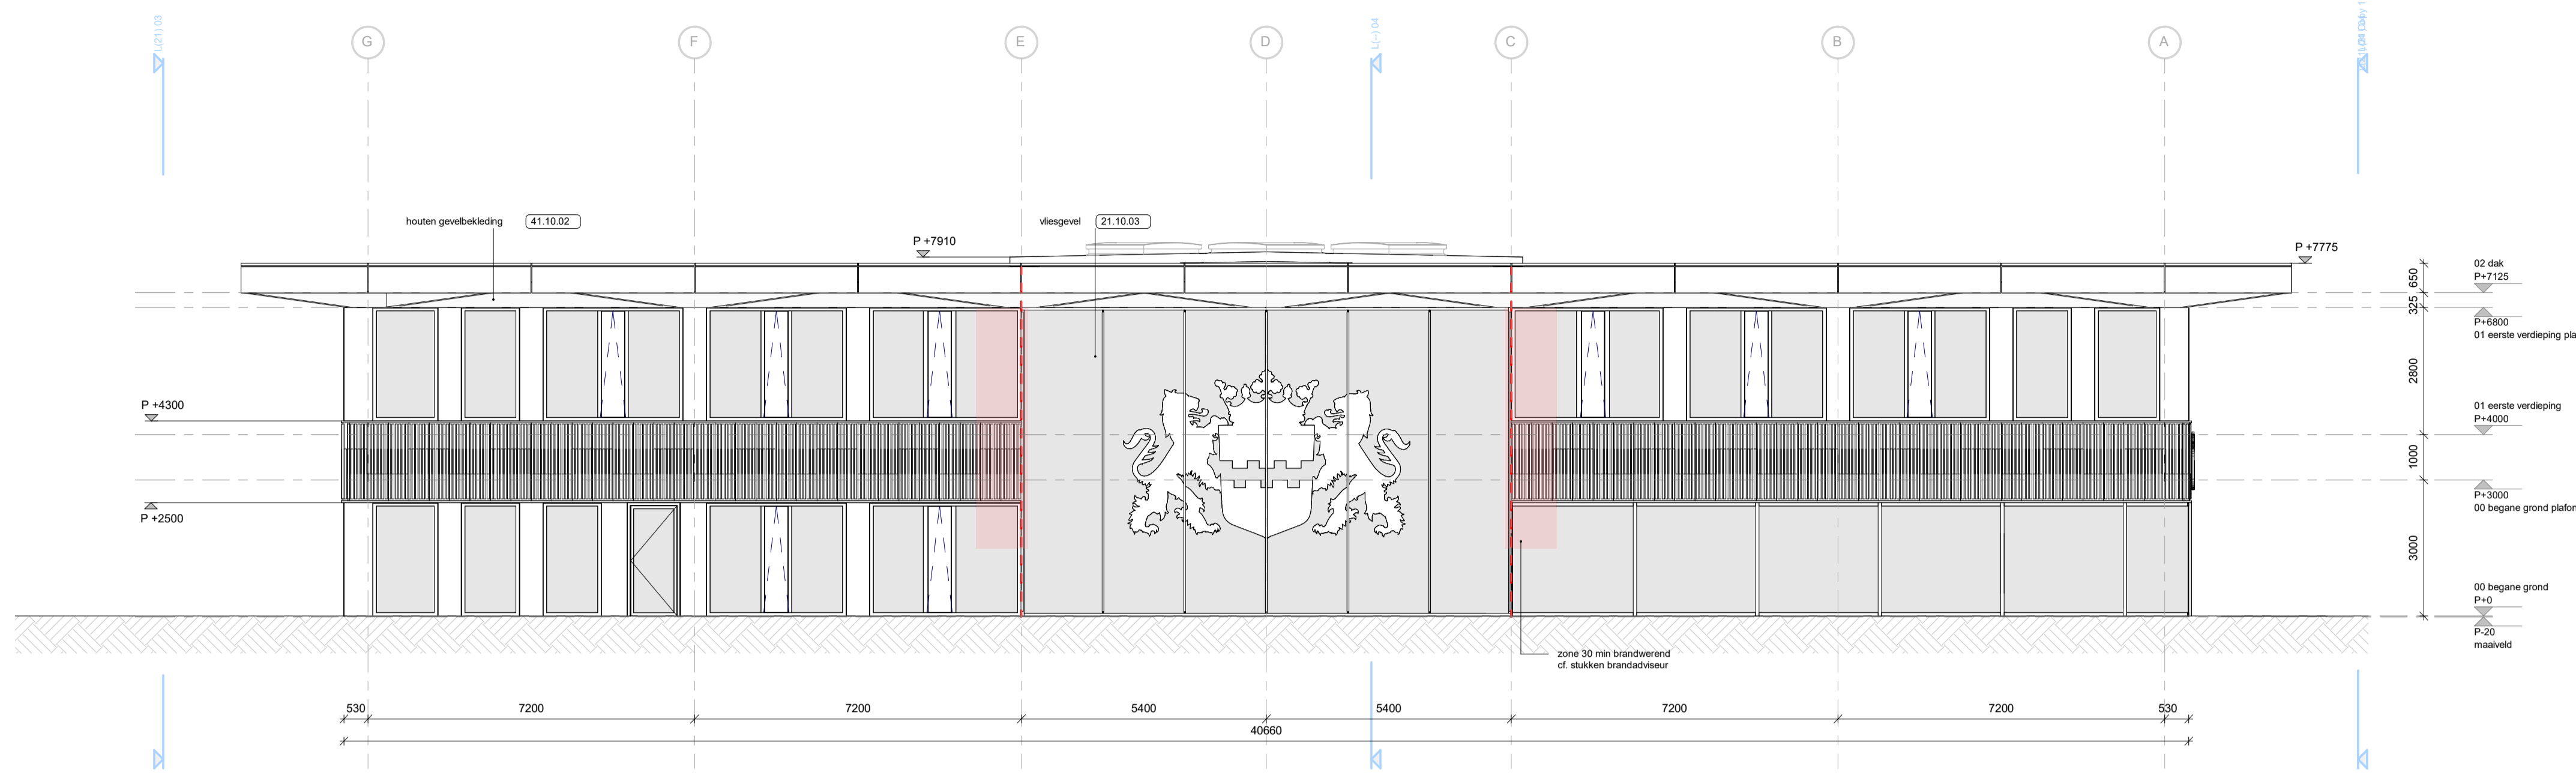 L(21) 03
L(--) 04
G
F
E
D
C
B
A
houten gevelbekleding
41.10.02
vliesgevel
21.10.03
P +7910
P +7775
02 dak
P+7125
650
325
P+6800
01 eerste verdieping pla
2800
P +4300
01 eerste verdieping
P+4000
1000
P+3000
00 begane grond plafon
P +2500
3000
00 begane grond
P+0
P-20
maaiveld
zone 30 min brandwerend
cf. stukken brandadviseur
530
7200
7200
5400
5400
7200
7200
530
40660